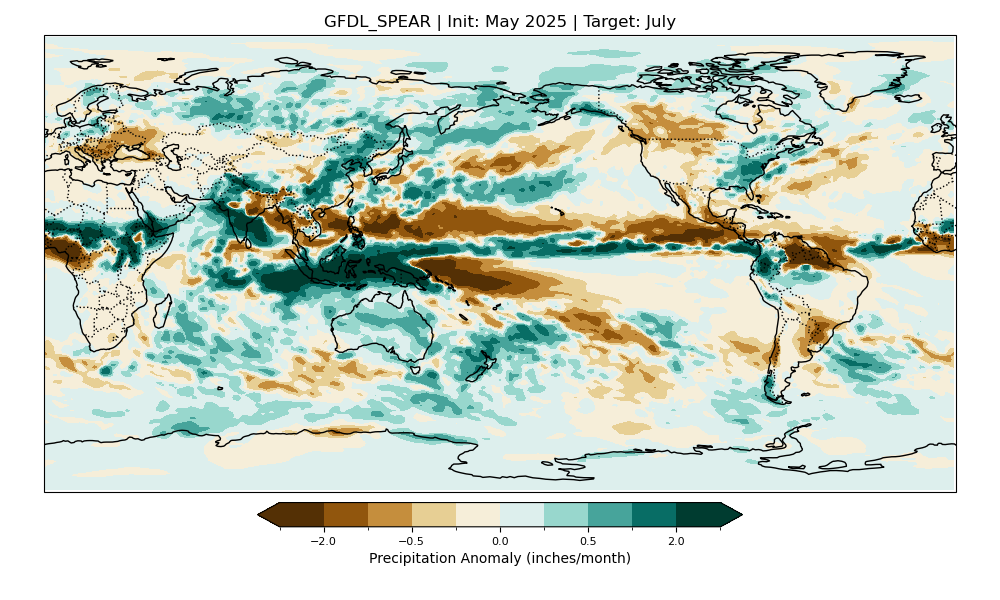 GFDL_SPEAR | Init: May 2025 | Target: July
−2.0 −0.5 0.0 0.5 2.0
Precipitation Anomaly (inches/month)